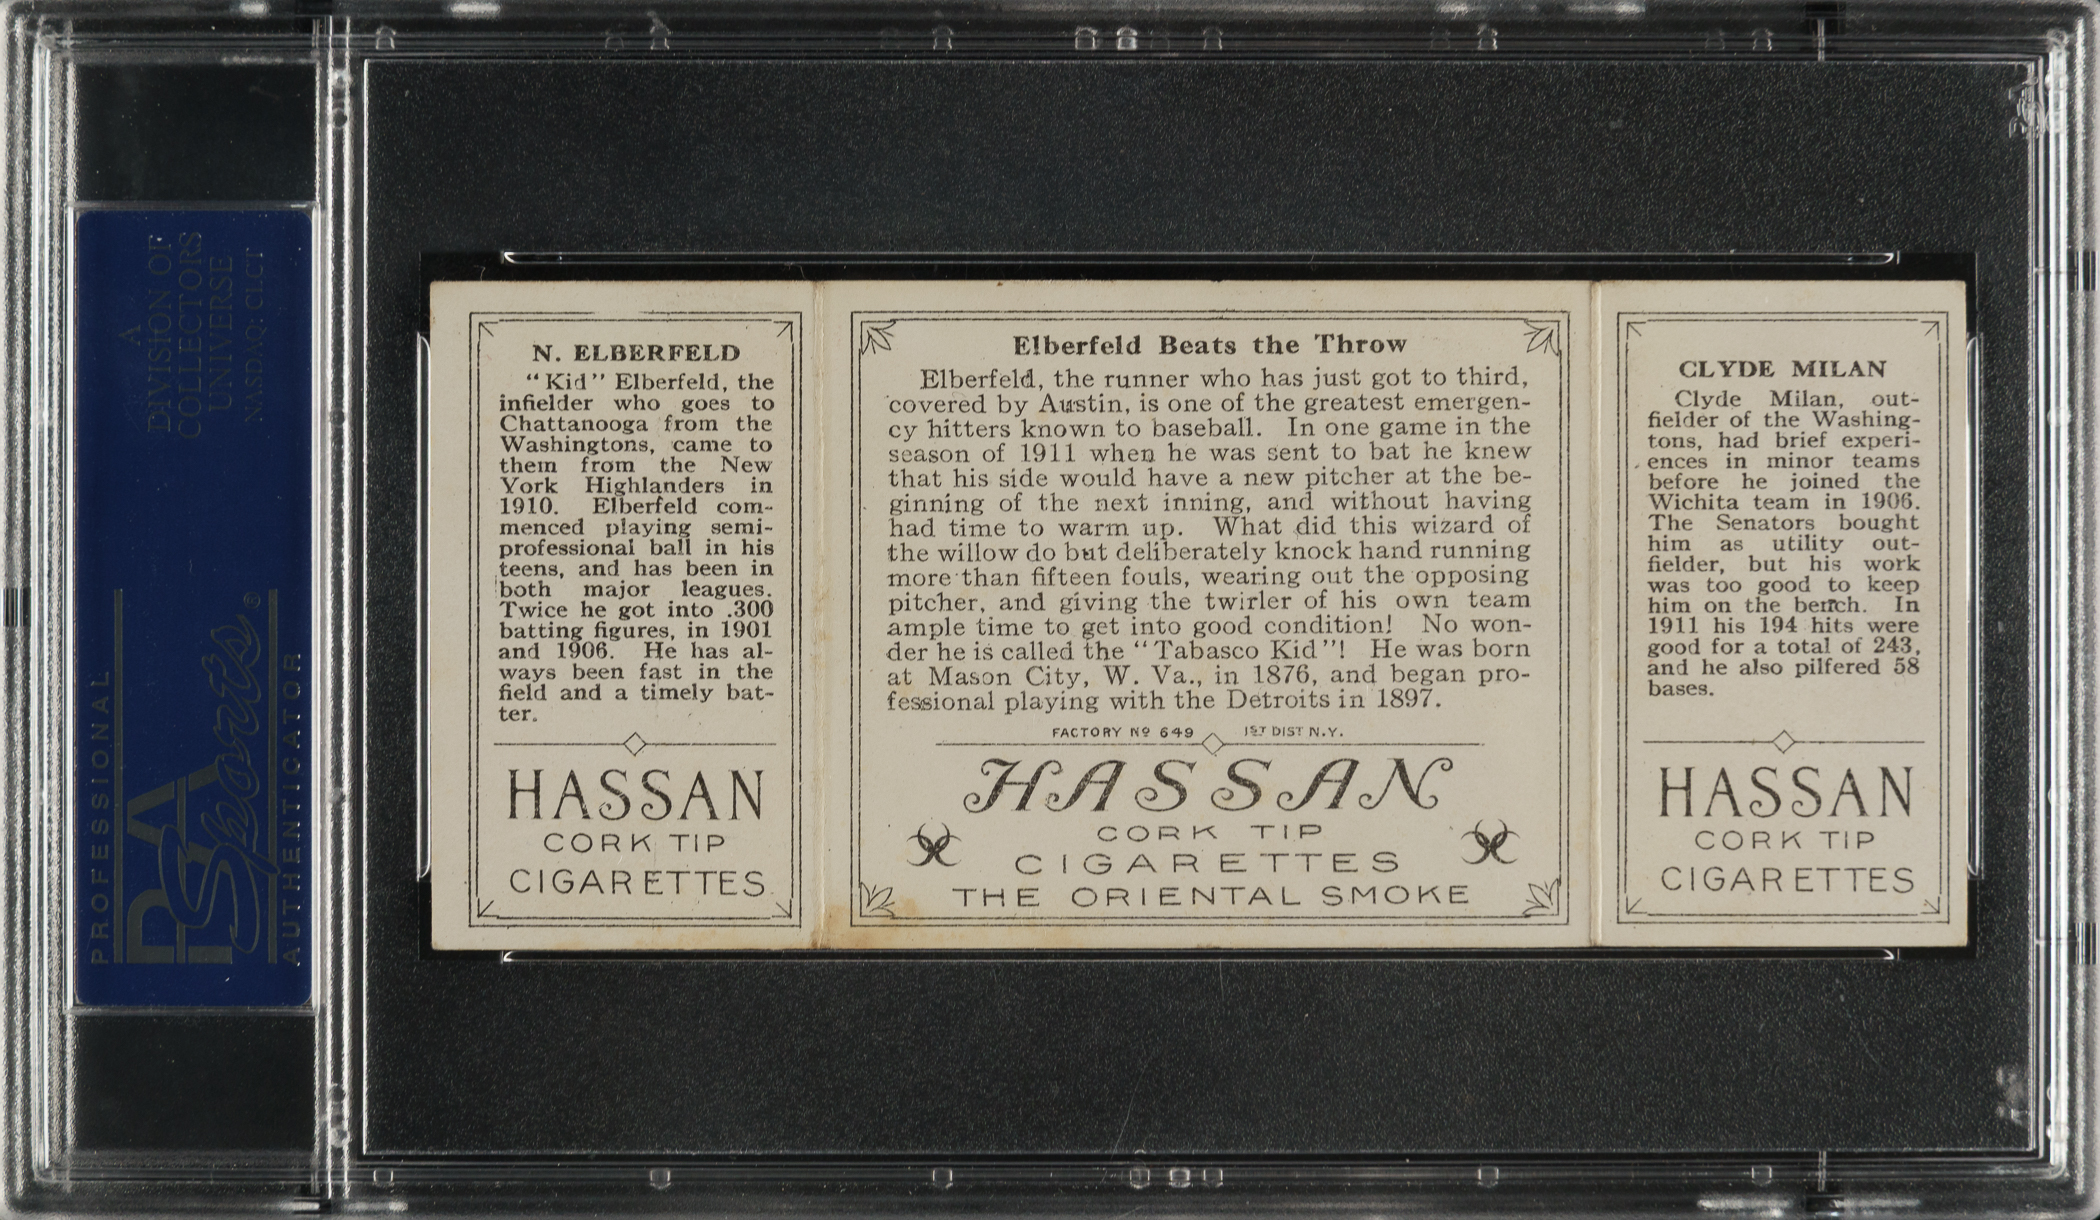 A
DIVISION OF
COLLECTORS
UNIVERSE
NASDAQ: CLCT
PROFESSIONAL
PSA
Sports®
AUTHENTICATOR
N. ELBERFELD
"Kid" Elberfeld, the
infielder who goes to
Chattanooga from the
Washingtons, came to
them from the New
York Highlanders in
1910. Elberfeld com-
menced playing semi-
professional ball in his
teens, and has been in
both major leagues.
Twice he got into .300
batting figures, in 1901
and 1906. He has al-
ways been fast in the
field and a timely bat-
ter.
HASSAN
CORK TIP
CIGARETTES
Elberfeld Beats the Throw
Elberfeld, the runner who has just got to third,
covered by Austin, is one of the greatest emergen-
cy hitters known to baseball. In one game in the
season of 1911 when he was sent to bat he knew
that his side would have a new pitcher at the be-
ginning of the next inning, and without having
had time to warm up. What did this wizard of
the willow do but deliberately knock hand running
more than fifteen fouls, wearing out the opposing
pitcher, and giving the twirler of his own team
ample time to get into good condition! No won-
der he is called the "Tabasco Kid"! He was born
at Mason City, W. Va., in 1876, and began pro-
fessional playing with the Detroits in 1897.
FACTORY Nº 649 1ST DIST N.Y.
HASSAN
CORK TIP
CIGARETTES
THE ORIENTAL SMOKE
CLYDE MILAN
Clyde Milan, out-
fielder of the Washing-
tons, had brief experi-
ences in minor teams
before he joined the
Wichita team in 1906.
The Senators bought
him as utility out-
fielder, but his work
was too good to keep
him on the bench. In
1911 his 194 hits were
good for a total of 243,
and he also pilfered 58
bases.
HASSAN
CORK TIP
CIGARETTES